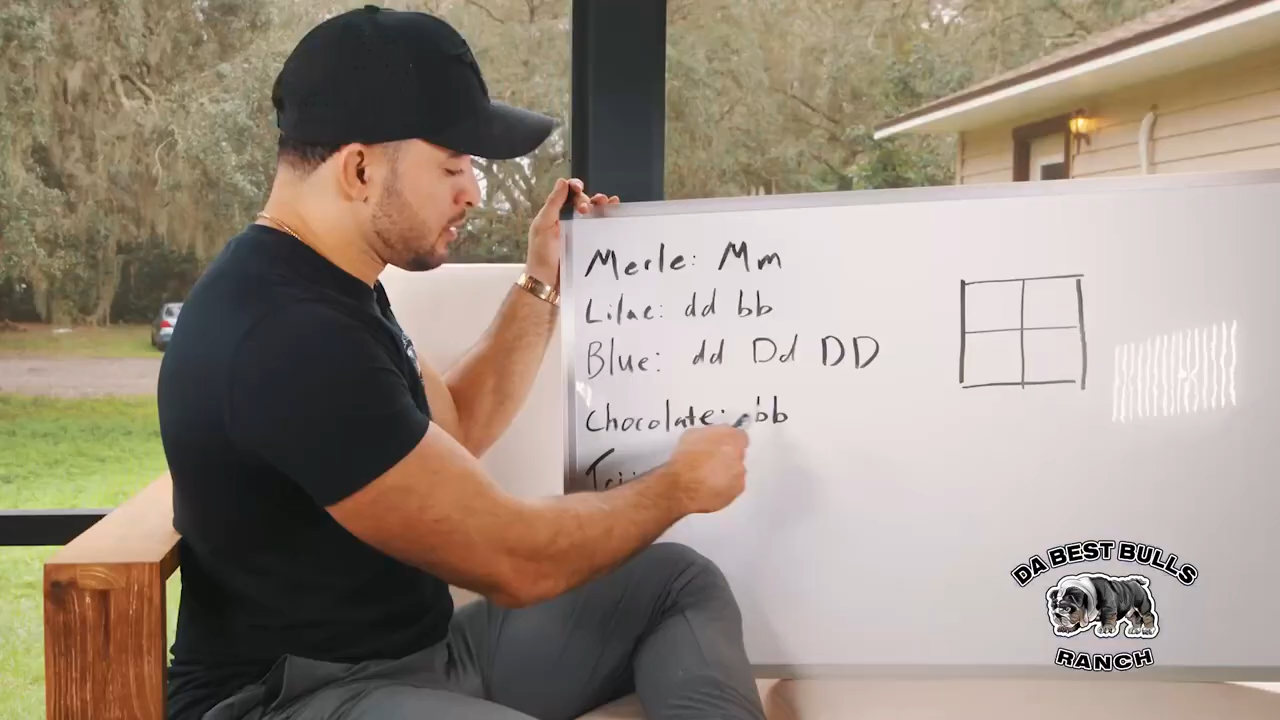 Merle: Mm
Lilac: dd bb
Blue: dd Dd DD
Chocolate: bb
DA BEST BULLS
RANCH